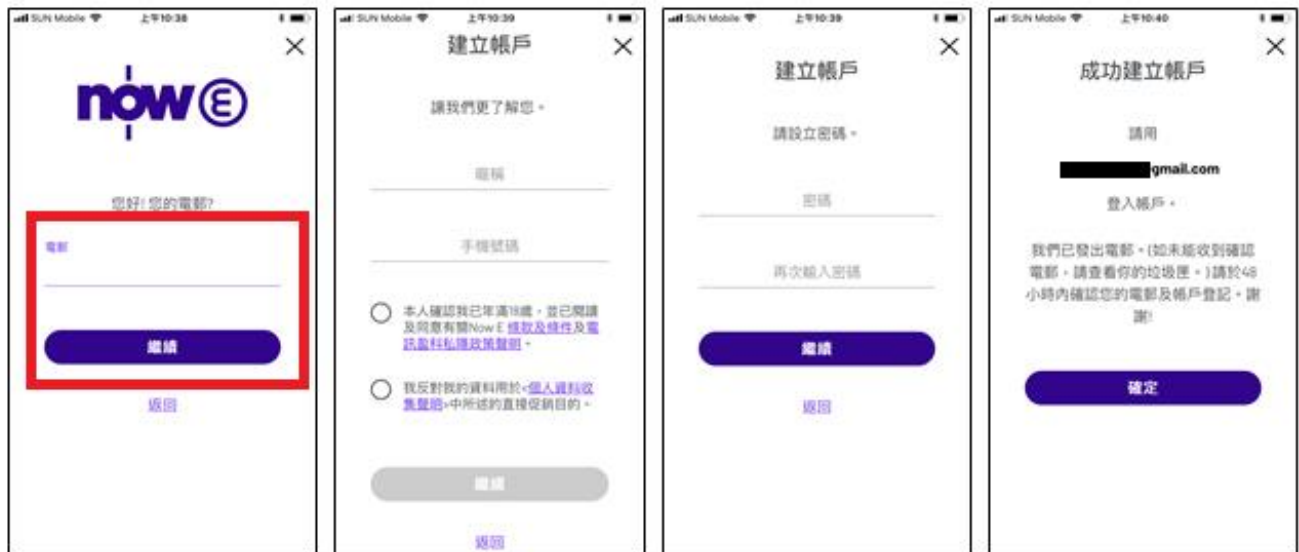 SUN Mobile 上午10:38
now E
您好! 您的電郵?
電郵
繼續
返回
SUN Mobile 上午10:39
建立帳戶
讓我們更了解您。
暱稱
手機號碼
本人確認我已年滿18歲，並已閱讀
及同意有關Now E 條款及條件及電
訊盈科私隱政策聲明。
我反對我的資料用於<個人資料收
集聲明>中所述的直接促銷目的。
繼續
返回
SUN Mobile 上午10:39
建立帳戶
請設立密碼。
密碼
再次輸入密碼
繼續
返回
SUN Mobile 上午10:40
成功建立帳戶
請用
gmail.com
登入帳戶。
我們已發出電郵。(如未能收到確認
電郵，請查看你的垃圾匣。)請於48
小時內確認您的電郵及帳戶登記。謝
謝!
確定